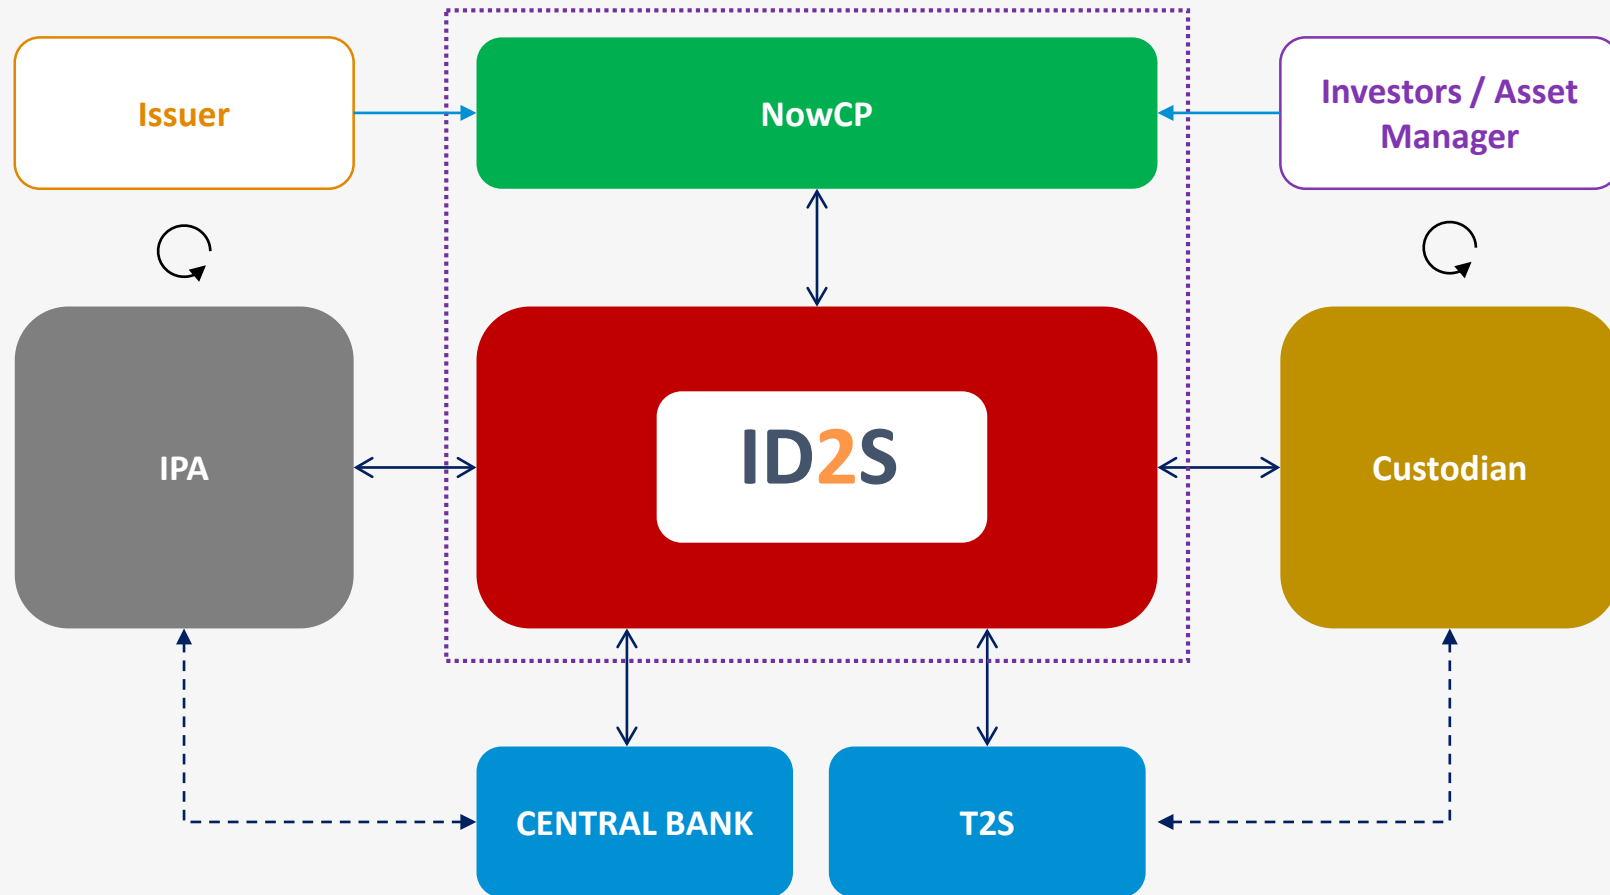 Issuer
NowCP
Investors / Asset
Manager
IPA
ID2S
Custodian
CENTRAL BANK
T2S